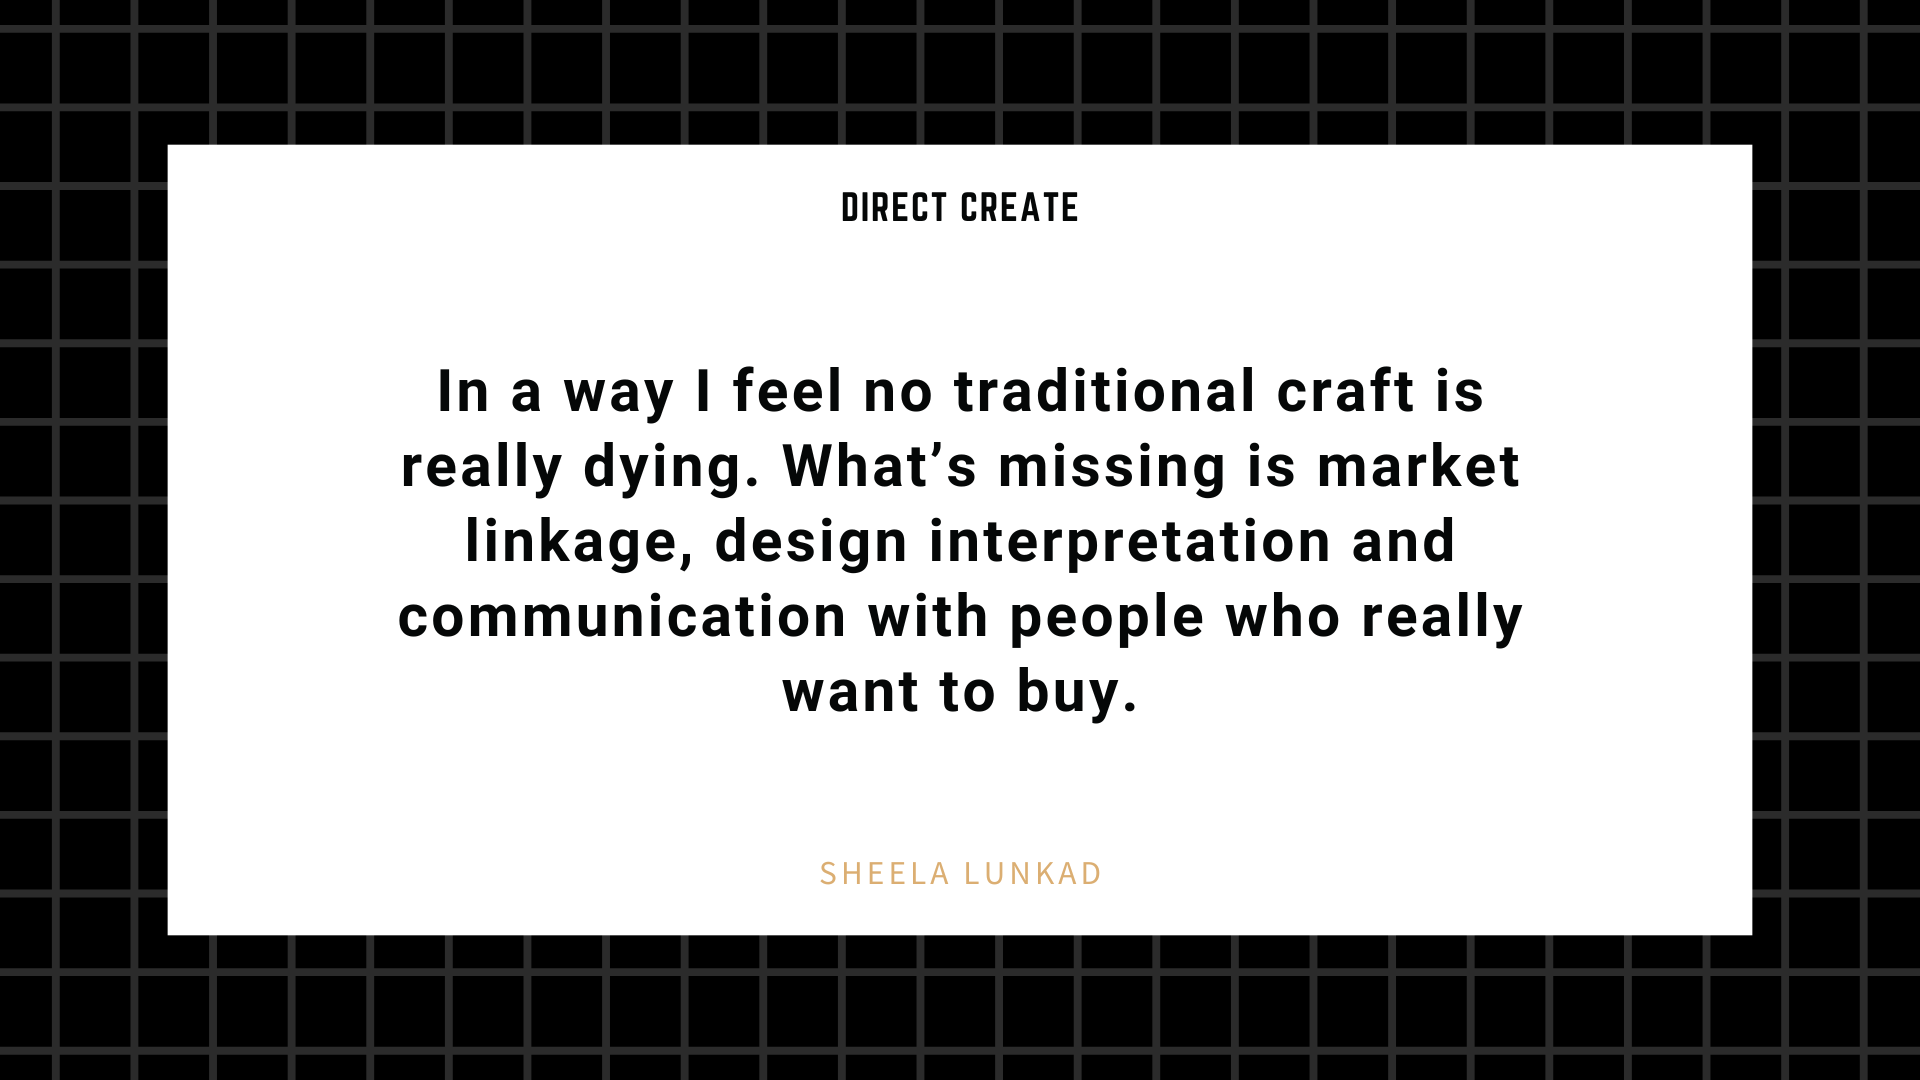 DIRECT CREATE
In a way I feel no traditional craft is
really dying. What’s missing is market
linkage, design interpretation and
communication with people who really
want to buy.
SHEELA LUNKAD